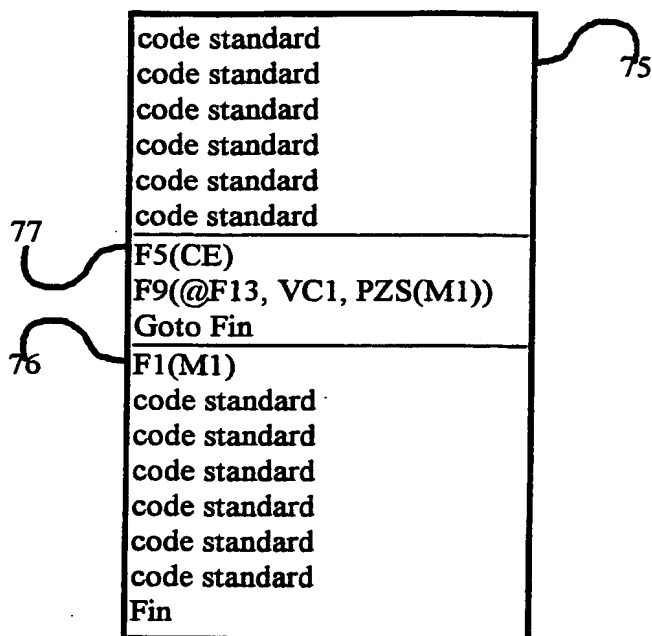 code standard
75
code standard
code standard
code standard
code standard
code standard
77
F5(CE)
F9(@F13, VC1, PZS(M1))
Goto Fin
76
F1(M1)
code standard
code standard
code standard
code standard
code standard
code standard
Fin